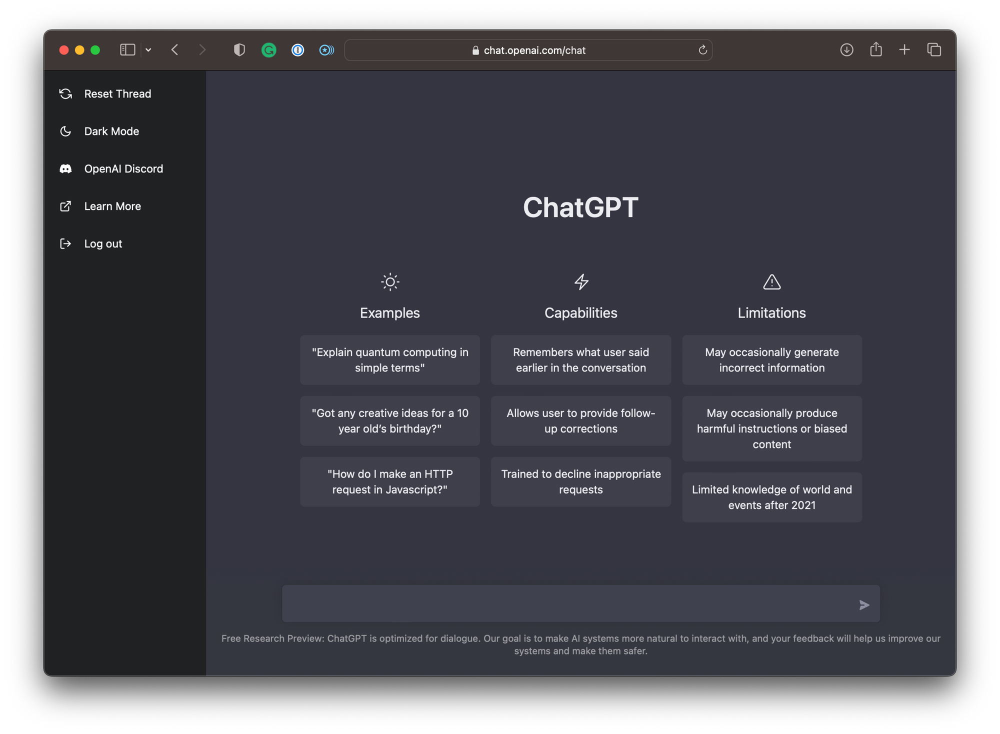 chat.openai.com/chat
Reset Thread
Dark Mode
OpenAI Discord
Learn More
Log out
ChatGPT
Examples
"Explain quantum computing in
simple terms"
"Got any creative ideas for a 10
year old’s birthday?"
"How do I make an HTTP
request in Javascript?"
Capabilities
Remembers what user said
earlier in the conversation
Allows user to provide follow-
up corrections
Trained to decline inappropriate
requests
Limitations
May occasionally generate
incorrect information
May occasionally produce
harmful instructions or biased
content
Limited knowledge of world and
events after 2021
Free Research Preview: ChatGPT is optimized for dialogue. Our goal is to make AI systems more natural to interact with, and your feedback will help us improve our
systems and make them safer.